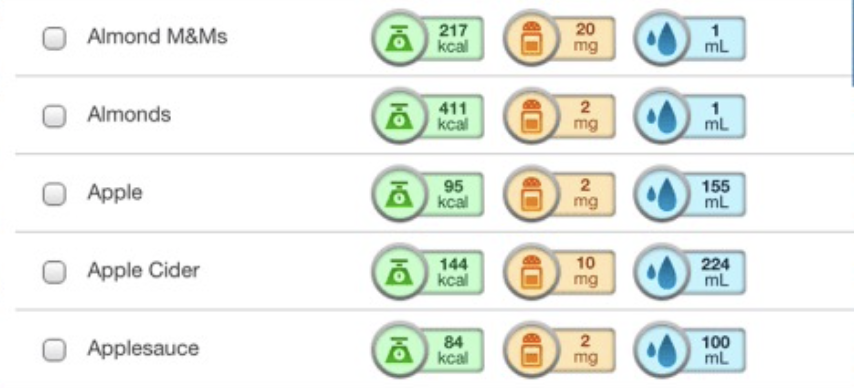 Almond M&Ms
217 kcal
20 mg
1 mL
Almonds
411 kcal
2 mg
1 mL
Apple
95 kcal
2 mg
155 mL
Apple Cider
144 kcal
10 mg
224 mL
Applesauce
84 kcal
2 mg
100 mL